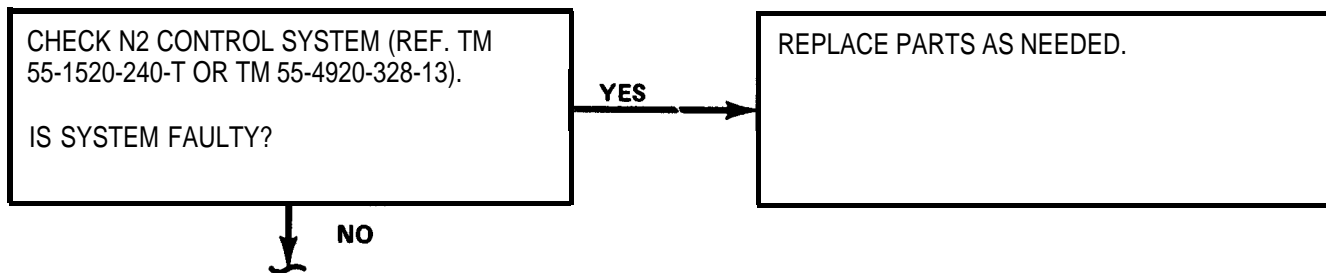 CHECK N2 CONTROL SYSTEM (REF. TM
55-1520-240-T OR TM 55-4920-328-13).
IS SYSTEM FAULTY?
YES
REPLACE PARTS AS NEEDED.
NO